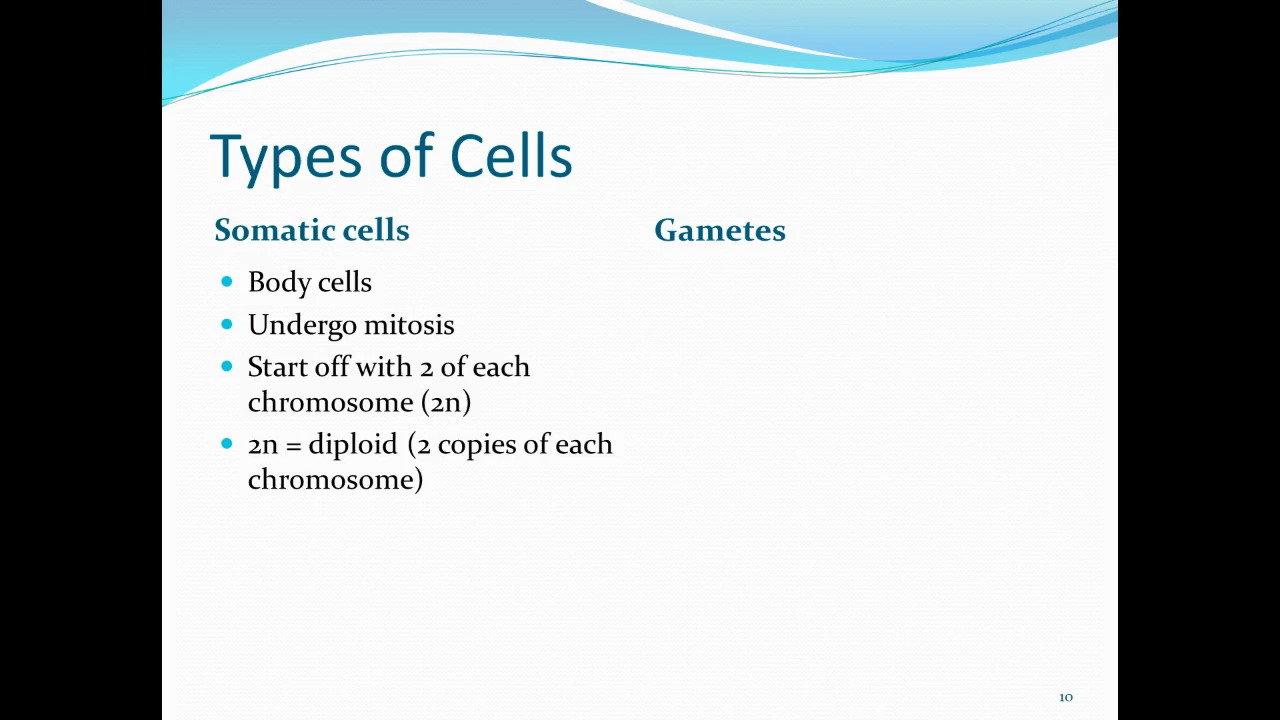 Types of Cells
Somatic cells
Body cells
Undergo mitosis
Start off with 2 of each
chromosome (2n)
2n = diploid (2 copies of each
chromosome)
Gametes
10